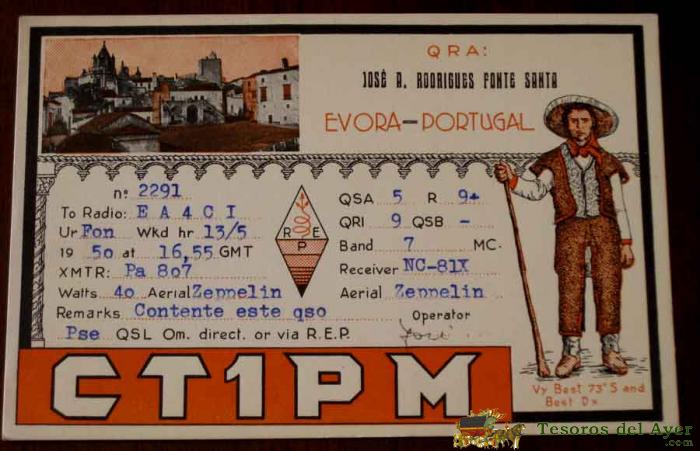 QRA:
JOSÉ A. RODRIGUES FONTE SANTA
EVORA-PORTUGAL
nº 2291
To Radio: E A 4 C I
Ur Fon Wkd hr 13/5
19 50 at 16,55 GMT
XMTR: Pa 807
Watts 40 Aerial Zeppelin
Remarks Contente este qso
Pse QSL Om. direct. or via R.E.P.
R E P
QSA 5 R 9+
QRI 9 QSB -
Band 7 MC·
Receiver NC-81X
Aerial Zeppelin
Operator
José
Vy Best 73'S and
Best Dx
CT1PM
Tesoros del Ayer
.com